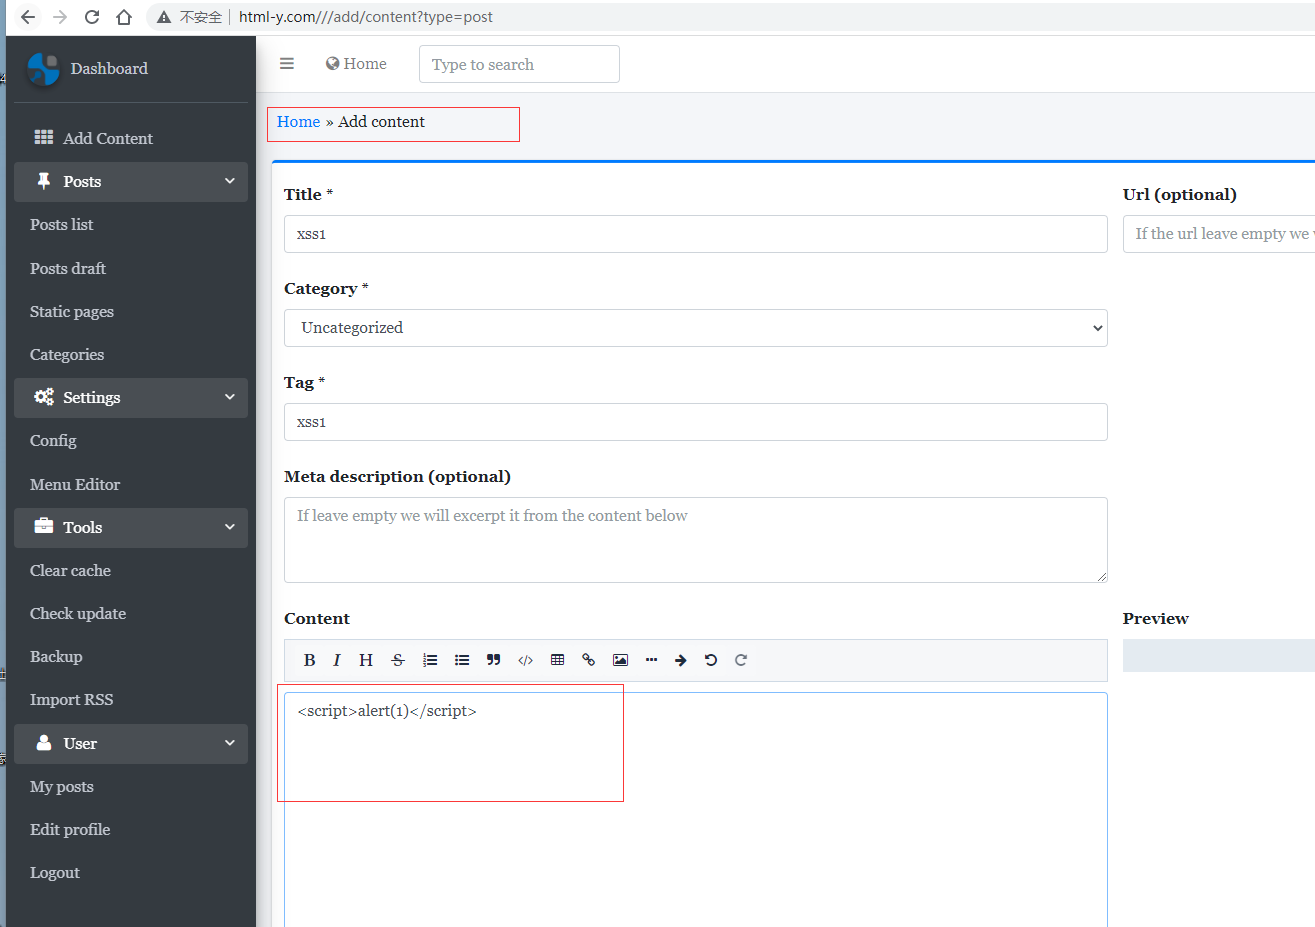 不安全 html-y.com///add/content?type=post
Dashboard
Home
Type to search
Home » Add content
Add Content
Posts
Posts list
Posts draft
Static pages
Categories
Settings
Config
Menu Editor
Tools
Clear cache
Check update
Backup
Import RSS
User
My posts
Edit profile
Logout
Title *
xss1
Url (optional)
If the url leave empty we
Category *
Uncategorized
Tag *
xss1
Meta description (optional)
If leave empty we will excerpt it from the content below
Content
Preview
B I H S
<script>alert(1)</script>